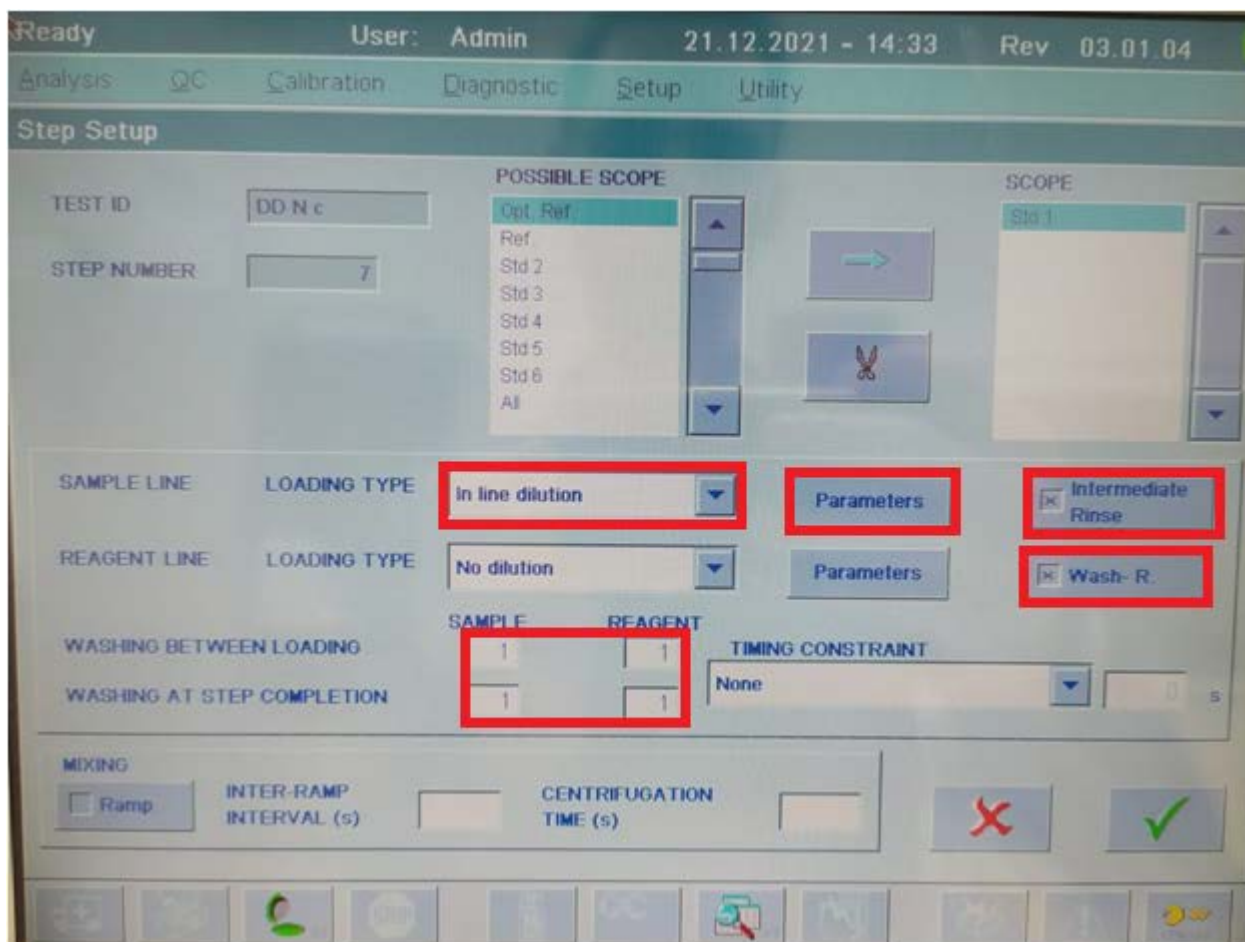 Ready User: Admin 21.12.2021 - 14:33 Rev 03.01.04
Analysis QC Calibration Diagnostic Setup Utility
Step Setup
POSSIBLE SCOPE SCOPE
TEST ID DD N c Opt. Ref. Std 1
Ref
STEP NUMBER 7 Std 2
Std 3
Std 4
Std 5
Std 6
All
SAMPLE LINE LOADING TYPE In line dilution Parameters Intermediate
Rinse
REAGENT LINE LOADING TYPE No dilution Parameters Wash- R.
SAMPLE REAGENT
WASHING BETWEEN LOADING 1 1 TIMING CONSTRAINT
None 0 s
WASHING AT STEP COMPLETION 1 1
MIXING
Ramp INTER-RAMP CENTRIFUGATION
INTERVAL (s) TIME (s)
STOP
QC